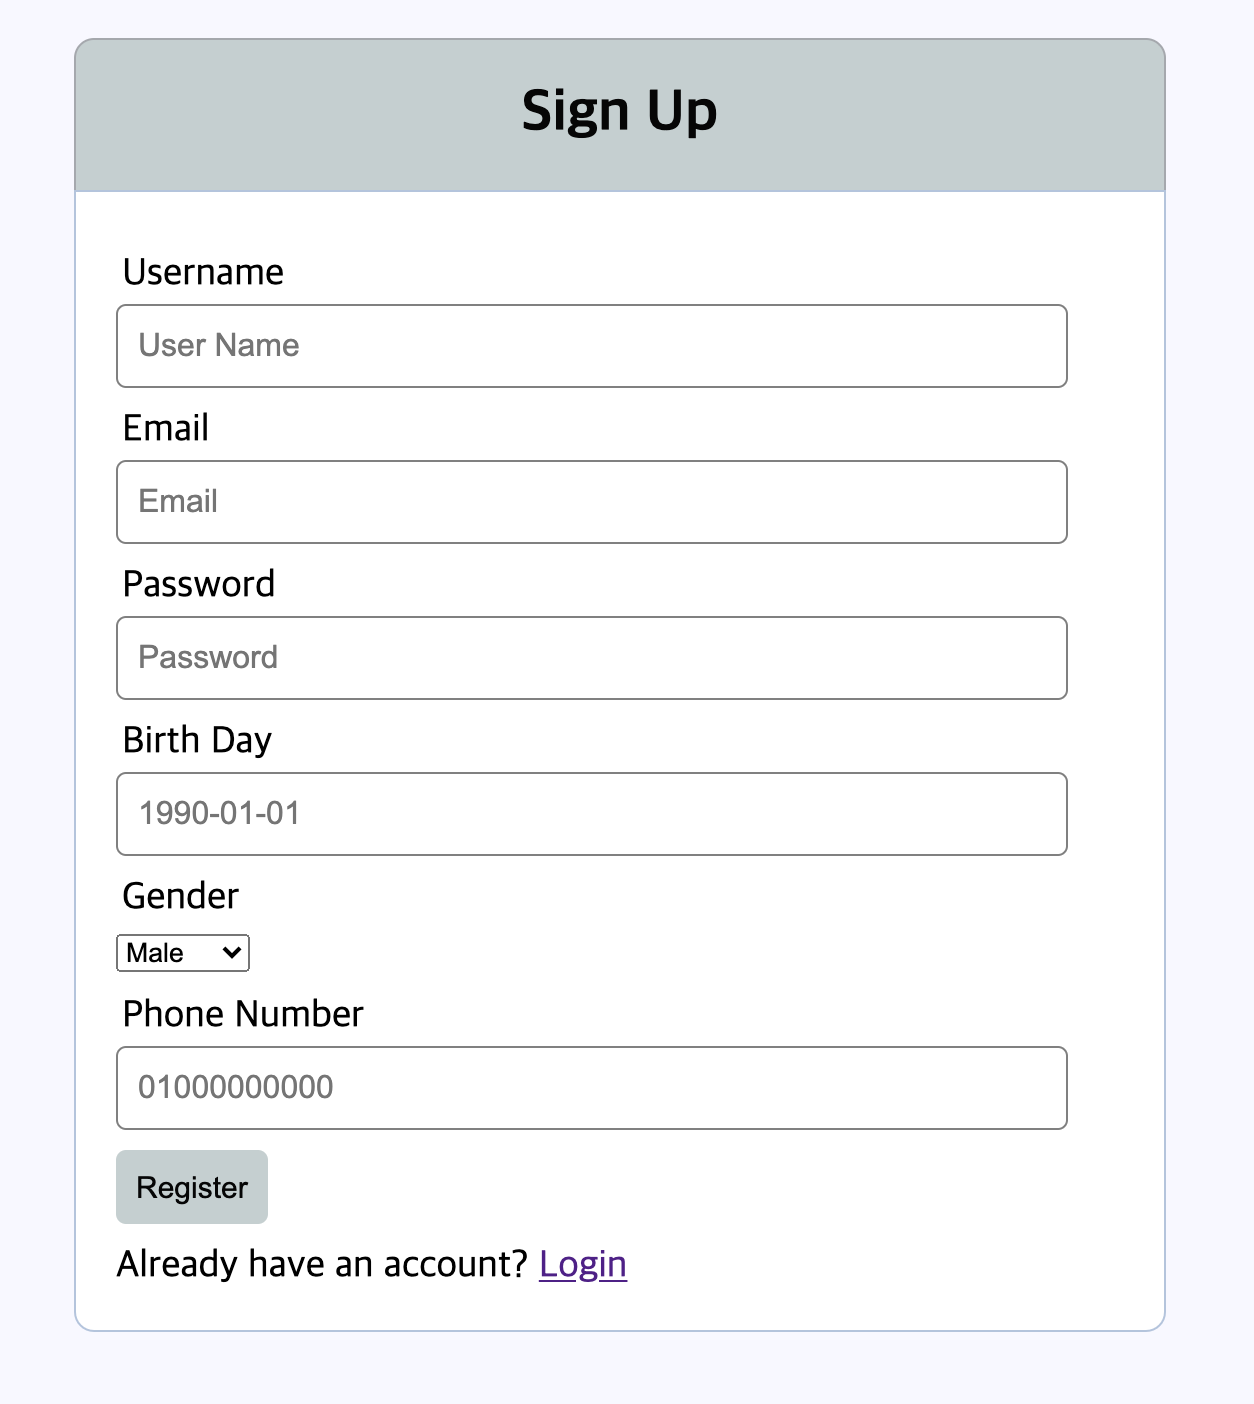 Sign Up
Username
User Name
Email
Email
Password
Password
Birth Day
1990-01-01
Gender
Male
Phone Number
01000000000
Register
Already have an account? Login